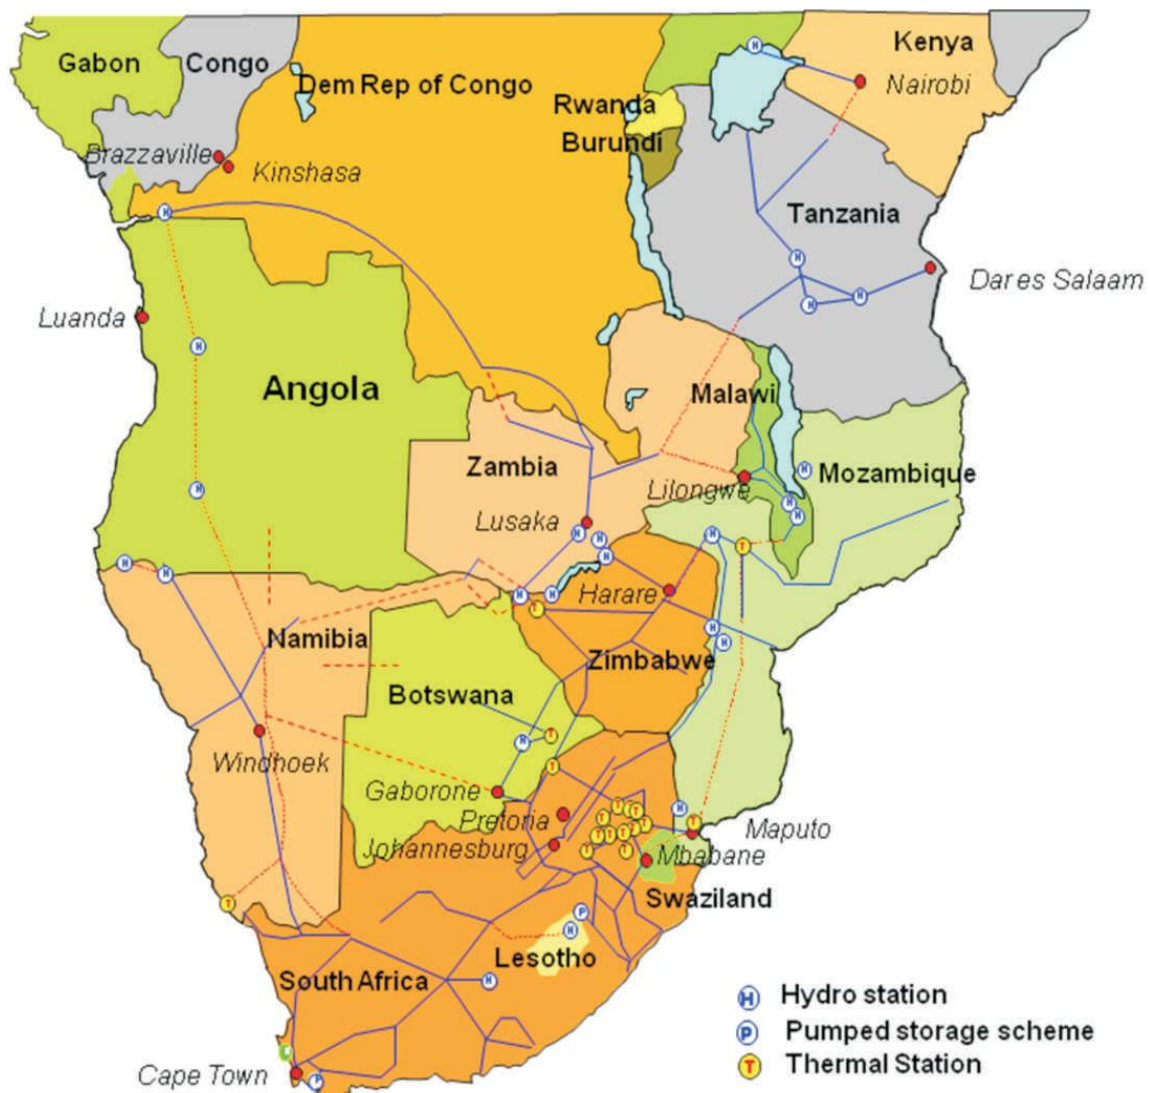 Gabon
Congo
Dem Rep of Congo
Kenya
Nairobi
Rwanda
Burundi
Brazzaville
Kinshasa
Tanzania
Dar es Salaam
Luanda
Angola
Malawi
Zambia
Mozambique
Lilongwe
Lusaka
Harare
Namibia
Zimbabwe
Botswana
Windhoek
Gaborone
Pretoria
Maputo
Johannesburg
Mbabane
Swaziland
Lesotho
South Africa
Cape Town
H Hydro station
P Pumped storage scheme
T Thermal Station